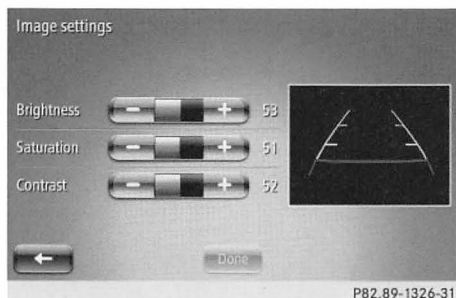 Image settings
Brightness - + 53
Saturation - + 51
Contrast - + 52
Done
P82.89-1326-31